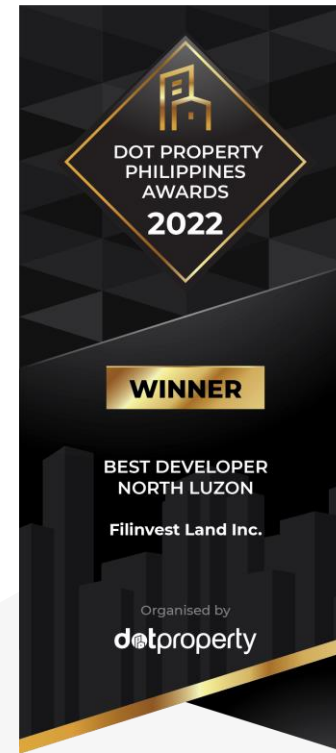 DOT PROPERTY
PHILIPPINES
AWARDS
2022
WINNER
BEST DEVELOPER
NORTH LUZON
Filinvest Land Inc.
Organised by
dotproperty